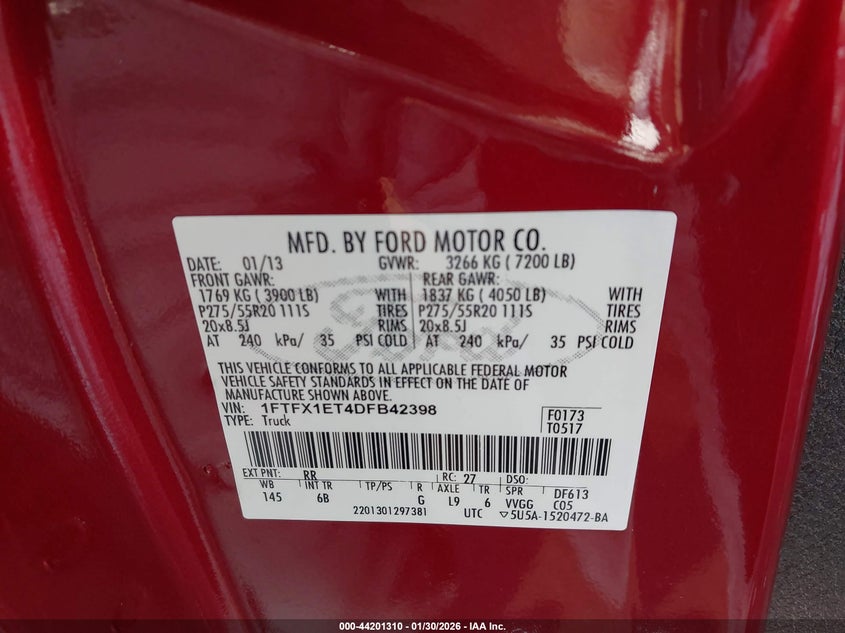 MFD. BY FORD MOTOR CO.
DATE: 01/13 GVWR: 3266 KG ( 7200 LB)
FRONT GAWR: REAR GAWR:
1769 KG ( 3900 LB) WITH 1837 KG ( 4050 LB) WITH
P275/55R20 111S TIRES P275/55R20 111S TIRES
20x8.5J RIMS 20x8.5J RIMS
AT 240 kPa/ 35 PSI COLD AT 240 kPa/ 35 PSI COLD
THIS VEHICLE CONFORMS TO ALL APPLICABLE FEDERAL MOTOR
VEHICLE SAFETY STANDARDS IN EFFECT ON THE DATE OF
MANUFACTURE SHOWN ABOVE.
VIN: 1FTFX1ET4DFB42398 F0173
TYPE: Truck T0517
EXT PNT: RR RC: 27 DSO:
WB INT TR TP/PS R AXLE TR SPR DF613
145 6B G L9 6 VVGG C05
2201301297381 UTC ▽5U5A-1520472-BA
Ford
000-44201310 - 01/30/2026 - IAA Inc.